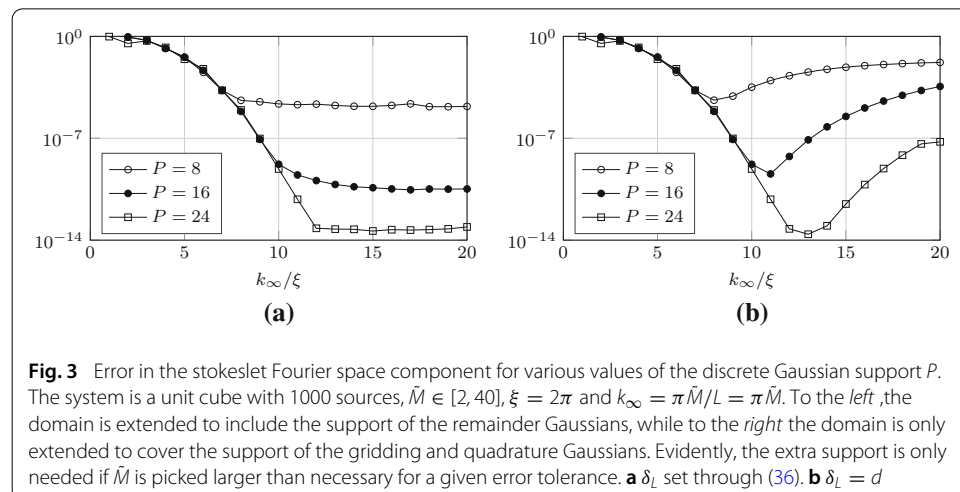 10^0
10^−7
10^−14
P = 8
P = 16
P = 24
0 5 10 15 20
k∞/ξ
(a)
10^0
10^−7
10^−14
P = 8
P = 16
P = 24
0 5 10 15 20
k∞/ξ
(b)
Fig. 3 Error in the stokeslet Fourier space component for various values of the discrete Gaussian support P.
The system is a unit cube with 1000 sources, M̃ ∈ [2, 40], ξ = 2π and k∞ = πM̃/L = πM̃. To the left ,the
domain is extended to include the support of the remainder Gaussians, while to the right the domain is only
extended to cover the support of the gridding and quadrature Gaussians. Evidently, the extra support is only
needed if M̃ is picked larger than necessary for a given error tolerance. a δL set through (36). b δL = d